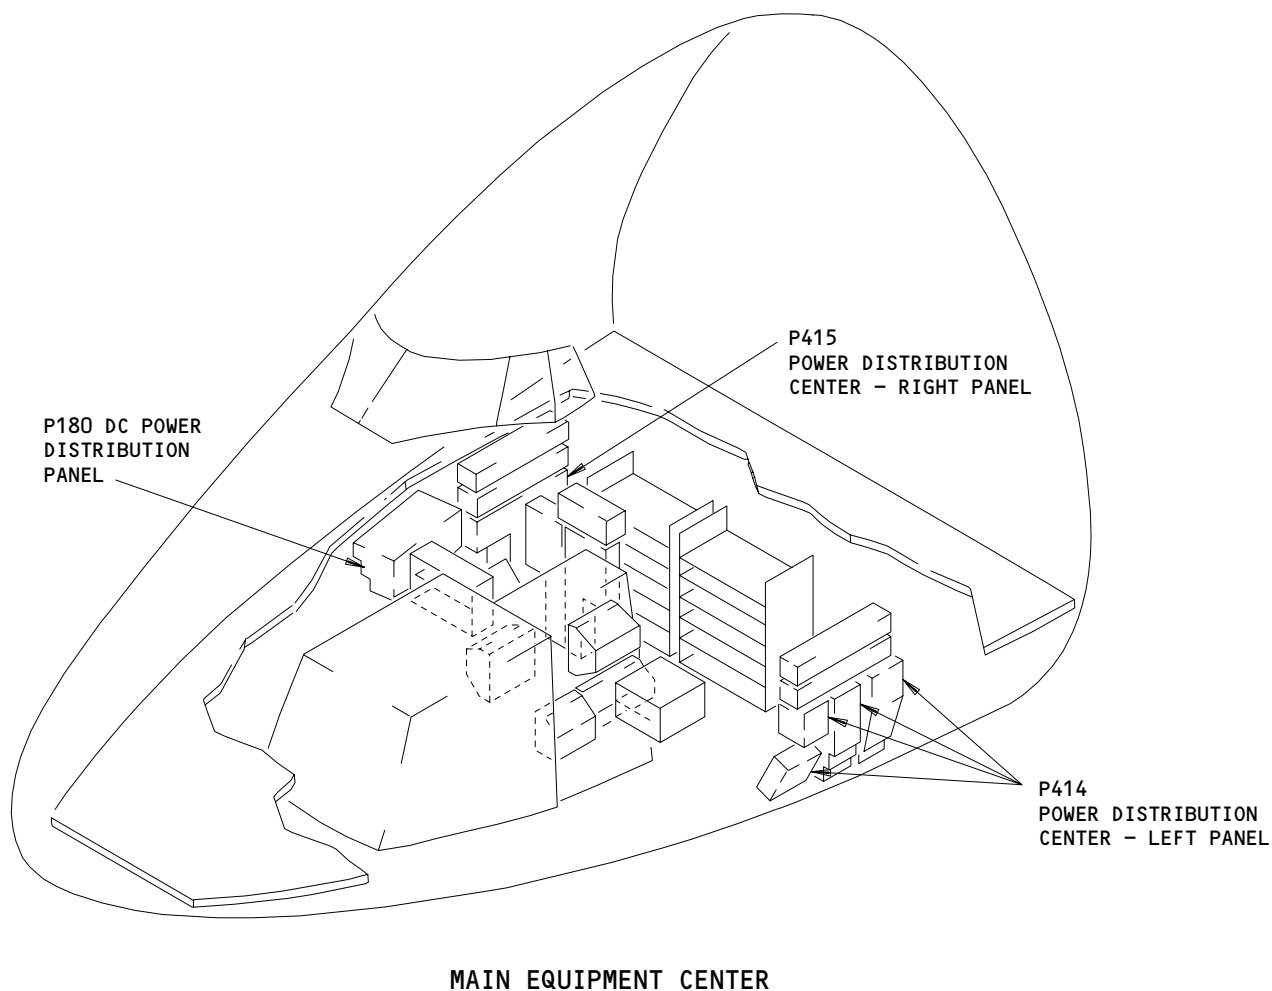 P415
POWER DISTRIBUTION
CENTER – RIGHT PANEL
P180 DC POWER
DISTRIBUTION
PANEL
P414
POWER DISTRIBUTION
CENTER – LEFT PANEL
MAIN EQUIPMENT CENTER